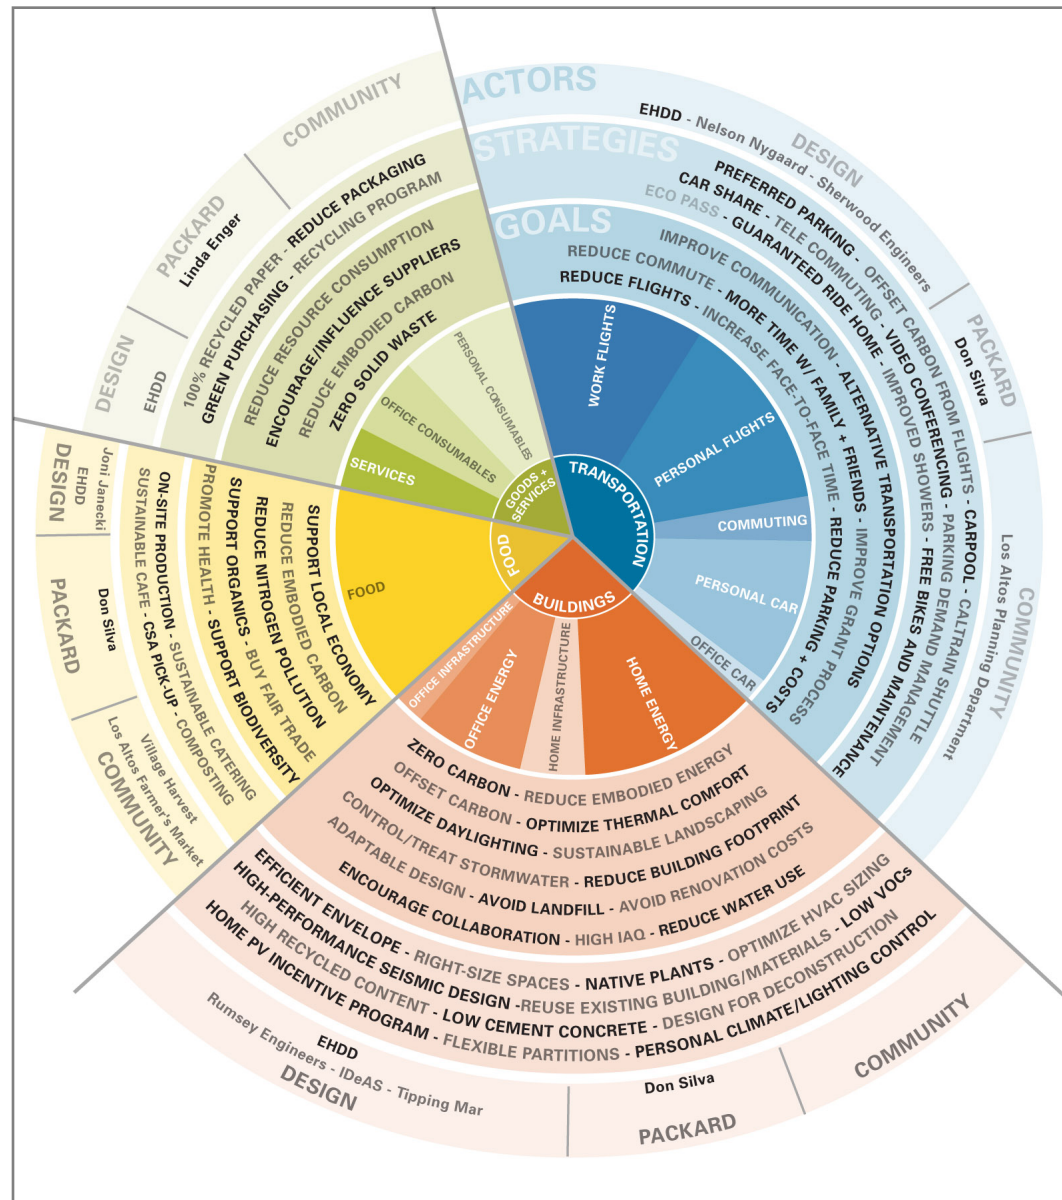 ACTORS
STRATEGIES
GOALS
EHDD - Nelson Nygaard - Sherwood Engineers
DESIGN
Don Silva
PACKARD
Los Altos Planning Department
COMMUNITY
PREFERRED PARKING - OFFSET CARBON FROM FLIGHTS - CARPOOL - CALTRAIN SHUTTLE
CAR SHARE - TELE COMMUTING - VIDEO CONFERENCING - PARKING DEMAND MANAGEMENT
ECO PASS - GUARANTEED RIDE HOME - IMPROVED SHOWERS - FREE BIKES AND MAINTENANCE
IMPROVE COMMUNICATION - ALTERNATIVE TRANSPORTATION OPTIONS
REDUCE COMMUTE - MORE TIME W/ FAMILY + FRIENDS - IMPROVE GRANT PROCESS
REDUCE FLIGHTS - INCREASE FACE-TO-FACE TIME - REDUCE PARKING + COSTS
WORK FLIGHTS
PERSONAL FLIGHTS
COMMUTING
PERSONAL CAR
OFFICE CAR
TRANSPORTATION
COMMUNITY
PACKARD
Linda Enger
DESIGN
EHDD
100% RECYCLED PAPER - REDUCE PACKAGING
GREEN PURCHASING - RECYCLING PROGRAM
REDUCE RESOURCE CONSUMPTION
ENCOURAGE/INFLUENCE SUPPLIERS
REDUCE EMBODIED CARBON
ZERO SOLID WASTE
PERSONAL CONSUMABLES
OFFICE CONSUMABLES
SERVICES
GOODS +
SERVICES
DESIGN
EHDD
Joni Janecki
PACKARD
Don Silva
COMMUNITY
Los Altos Farmer's Market
Village Harvest
SUSTAINABLE CAFE - CSA PICK-UP - COMPOSTING
ON-SITE PRODUCTION - SUSTAINABLE CATERING
PROMOTE HEALTH - SUPPORT BIODIVERSITY
SUPPORT ORGANICS - BUY FAIR TRADE
REDUCE NITROGEN POLLUTION
REDUCE EMBODIED CARBON
SUPPORT LOCAL ECONOMY
FOOD
FOOD
BUILDINGS
OFFICE INFRASTRUCTURE
OFFICE ENERGY
HOME INFRASTRUCTURE
HOME ENERGY
ZERO CARBON - REDUCE EMBODIED ENERGY
OFFSET CARBON - OPTIMIZE THERMAL COMFORT
OPTIMIZE DAYLIGHTING - SUSTAINABLE LANDSCAPING
CONTROL/TREAT STORMWATER - REDUCE BUILDING FOOTPRINT
ADAPTABLE DESIGN - AVOID LANDFILL - AVOID RENOVATION COSTS
ENCOURAGE COLLABORATION - HIGH IAQ - REDUCE WATER USE
EFFICIENT ENVELOPE - RIGHT-SIZE SPACES - NATIVE PLANTS - OPTIMIZE HVAC SIZING
HIGH-PERFORMANCE SEISMIC DESIGN -REUSE EXISTING BUILDING/MATERIALS - LOW VOCs
HIGH RECYCLED CONTENT - LOW CEMENT CONCRETE - DESIGN FOR DECONSTRUCTION
HOME PV INCENTIVE PROGRAM - FLEXIBLE PARTITIONS - PERSONAL CLIMATE/LIGHTING CONTROL
EHDD
Rumsey Engineers - IDeAS - Tipping Mar
DESIGN
Don Silva
PACKARD
COMMUNITY